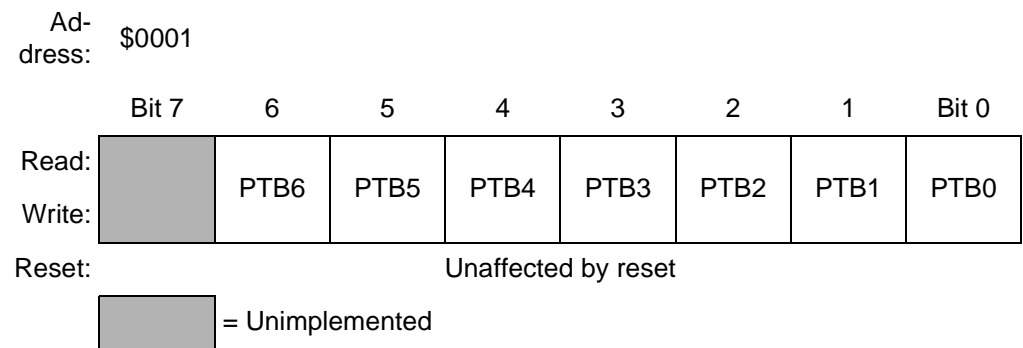 Ad-
dress: $0001
Bit 7 6 5 4 3 2 1 Bit 0
Read:
PTB6 PTB5 PTB4 PTB3 PTB2 PTB1 PTB0
Write:
Reset: Unaffected by reset
= Unimplemented